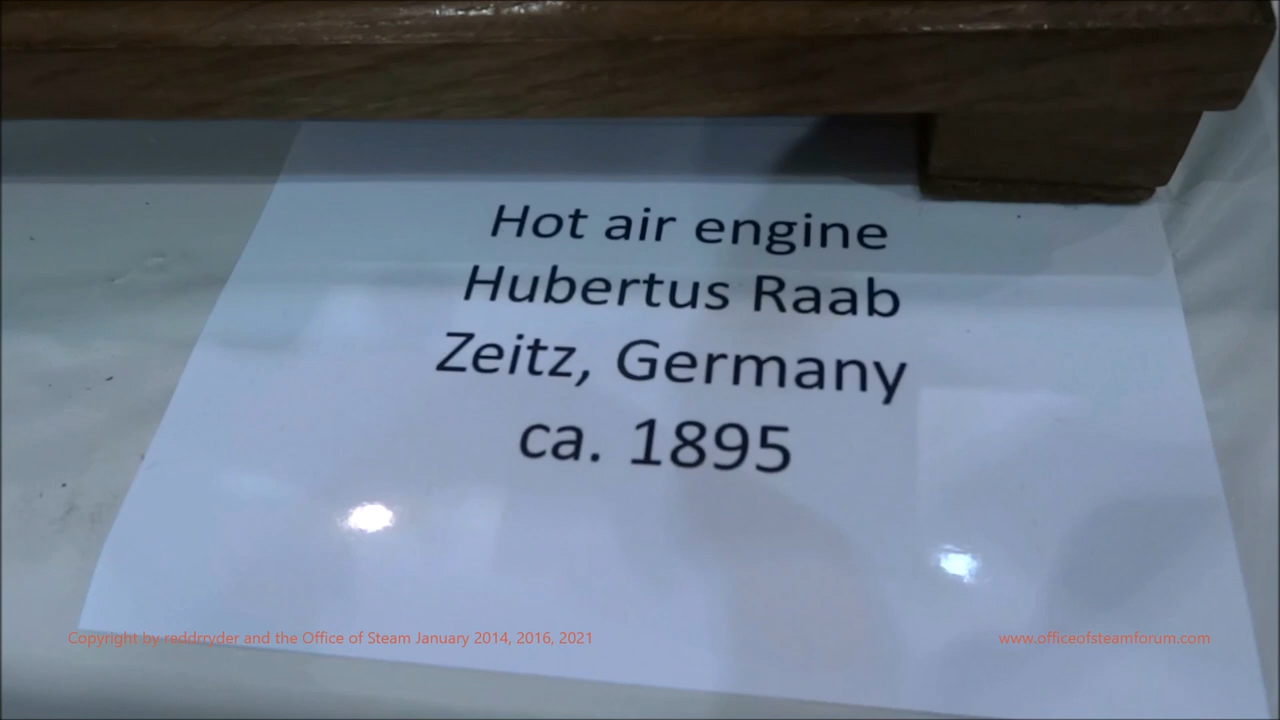 Hot air engine
Hubertus Raab
Zeitz, Germany
ca. 1895
Copyright by reddrryder and the Office of Steam January 2014, 2016, 2021
www.officeofsteamforum.com